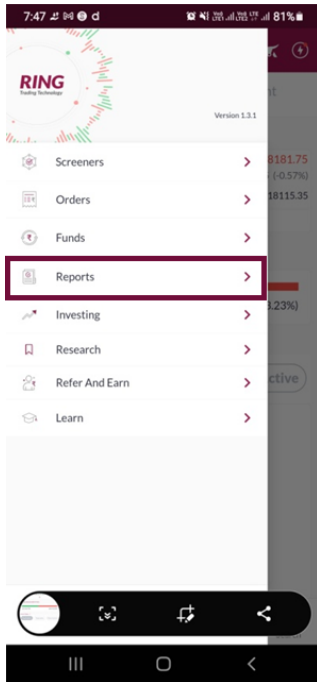 7:47 d 81%
RING
Trading Technology
Version 1.3.1
nt
Screeners
8181.75
(-0.57%)
Orders
18115.35
Funds
Reports
Investing
3.23%)
Research
Refer And Earn
ctive
Learn